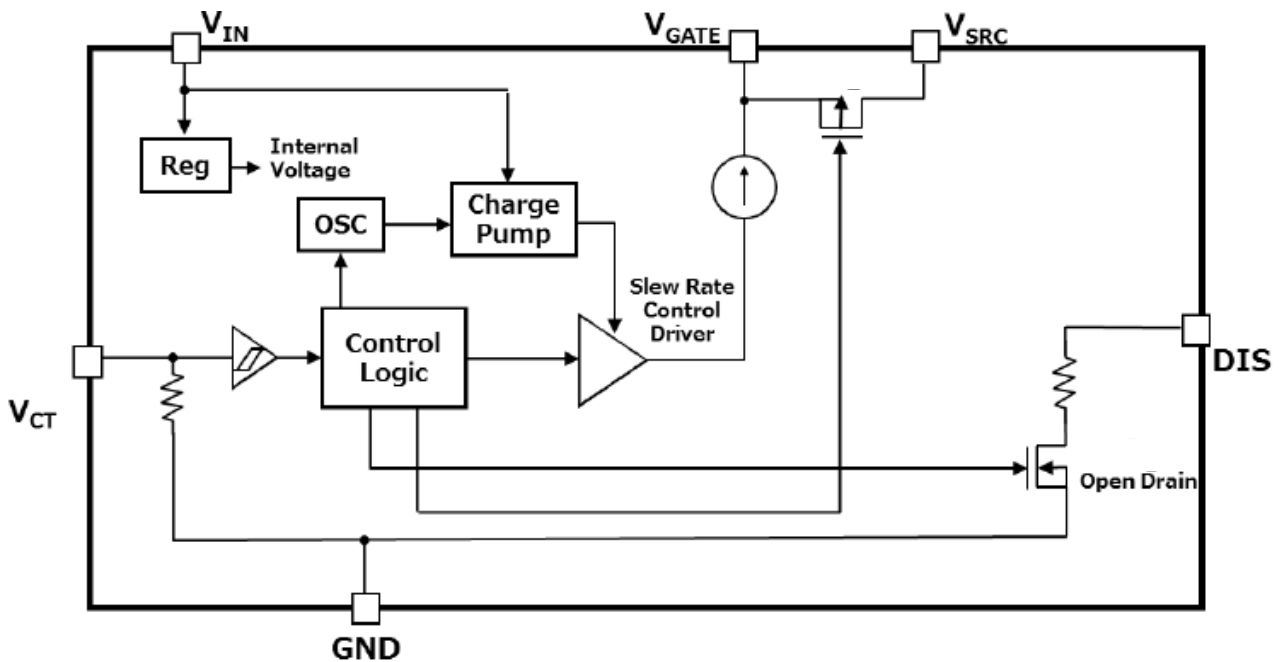 VIN
VGATE
VSRC
Reg
Internal
Voltage
OSC
Charge
Pump
Slew Rate
Control
Driver
Control
Logic
VCT
DIS
Open Drain
GND